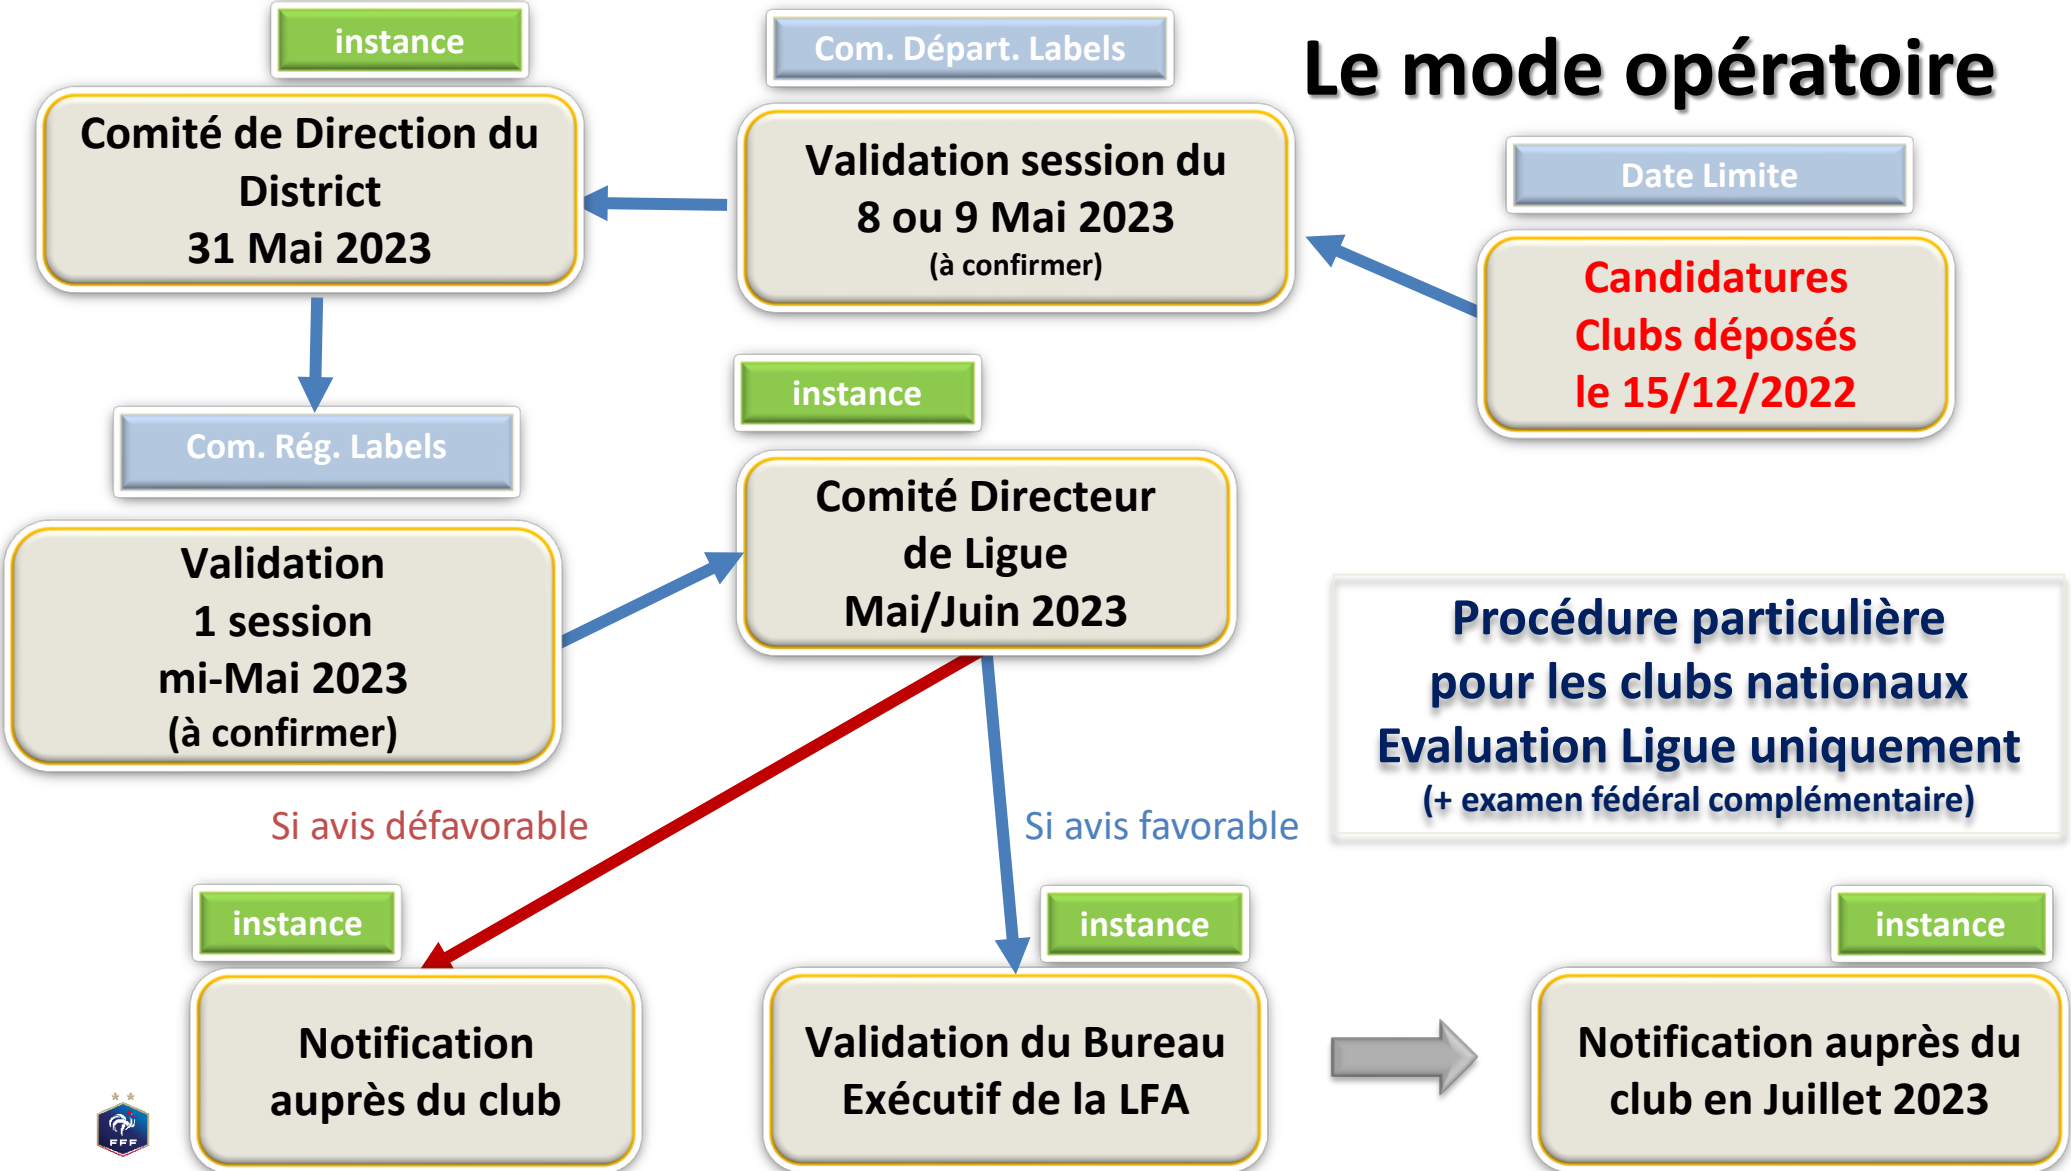 Le mode opératoire
Date Limite
Candidatures
Clubs déposés
le 15/12/2022
Com. Départ. Labels
Validation session du
8 ou 9 Mai 2023
(à confirmer)
instance
Comité de Direction du
District
31 Mai 2023
Com. Rég. Labels
Validation
1 session
mi-Mai 2023
(à confirmer)
instance
Comité Directeur
de Ligue
Mai/Juin 2023
Procédure particulière
pour les clubs nationaux
Evaluation Ligue uniquement
(+ examen fédéral complémentaire)
Si avis défavorable
Si avis favorable
instance
Notification
auprès du club
instance
Validation du Bureau
Exécutif de la LFA
instance
Notification auprès du
club en Juillet 2023
FFF